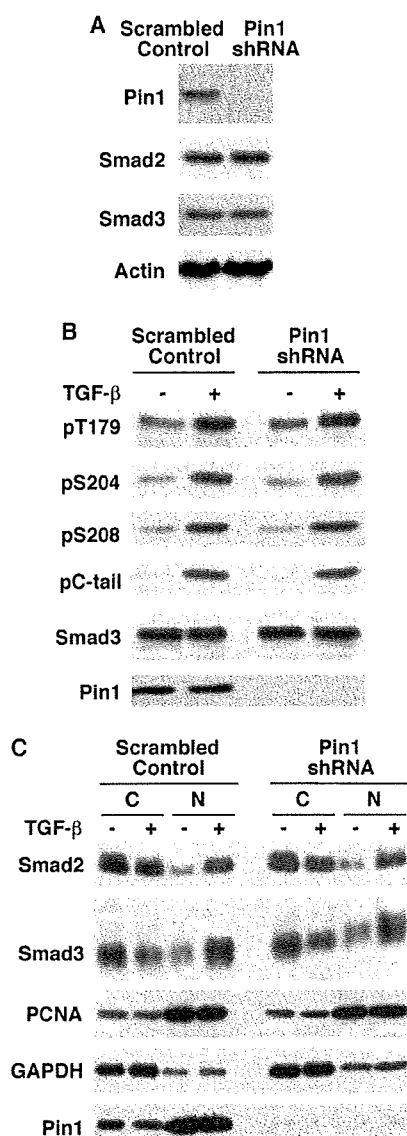 A
Scrambled Control
Pin1 shRNA
Pin1
Smad2
Smad3
Actin
B
Scrambled Control
Pin1 shRNA
TGF-β - + - +
pT179
pS204
pS208
pC-tail
Smad3
Pin1
C
Scrambled Control
Pin1 shRNA
C N C N
TGF-β - + - + - + - +
Smad2
Smad3
PCNA
GAPDH
Pin1